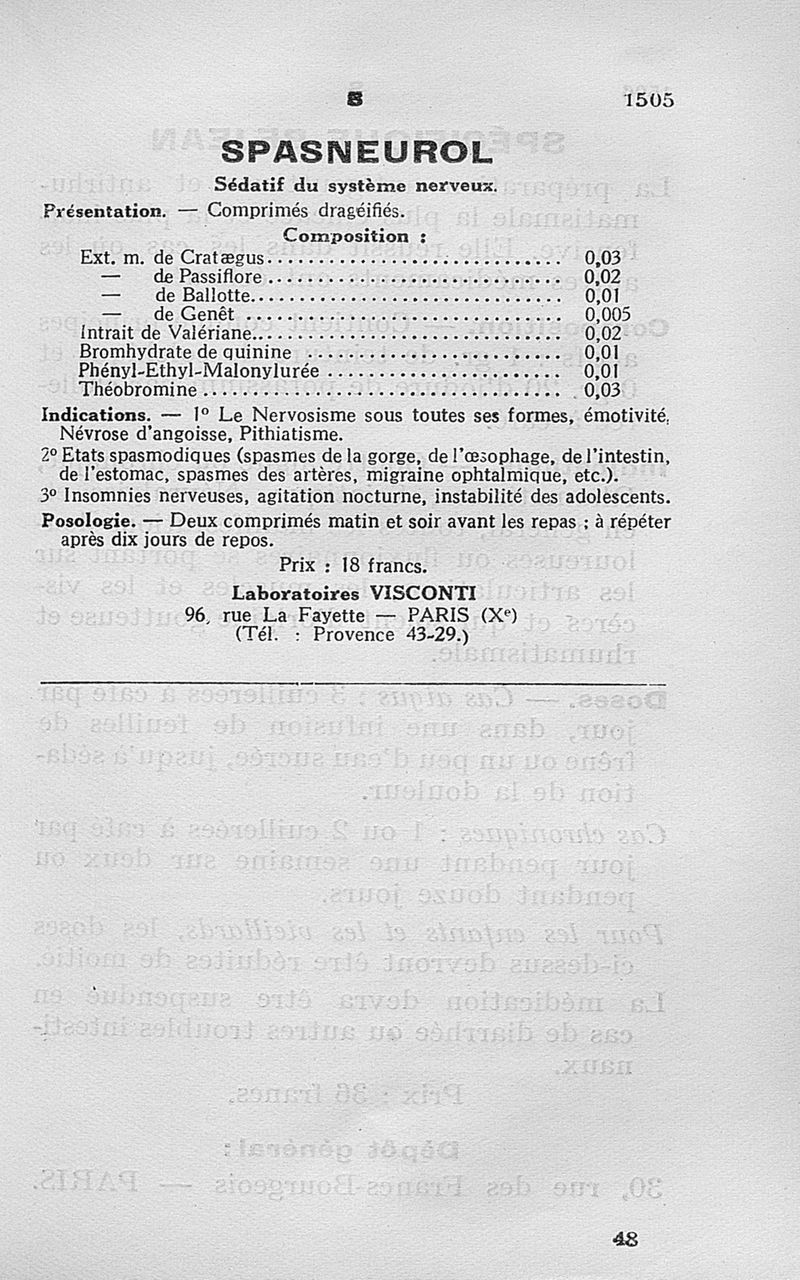 S
1505
SPASNEUROL
Sédatif du système nerveux.
Présentation. — Comprimés dragéifiés.
Composition :
Ext. m. de Cratægus.............................. 0,03
— de Passiflore.............................. 0,02
— de Ballotte.............................. 0,01
— de Genêt .............................. 0,005
Intrait de Valériane.............................. 0,02
Bromhydrate de quinine .............................. 0,01
Phényl-Ethyl-Malonylurée .............................. 0,01
Théobromine .............................. 0,03
Indications. — 1º Le Nervosisme sous toutes ses formes, émotivité,
Névrose d'angoisse, Pithiatisme.
2º Etats spasmodiques (spasmes de la gorge, de l'œsophage, de l'intestin,
de l'estomac, spasmes des artères, migraine ophtalmique, etc.).
3º Insomnies nerveuses, agitation nocturne, instabilité des adolescents.
Posologie. — Deux comprimés matin et soir avant les repas ; à répéter
après dix jours de repos.
Prix : 18 francs.
Laboratoires VISCONTI
96, rue La Fayette — PARIS (Xe)
(Tél. : Provence 43-29.)
48